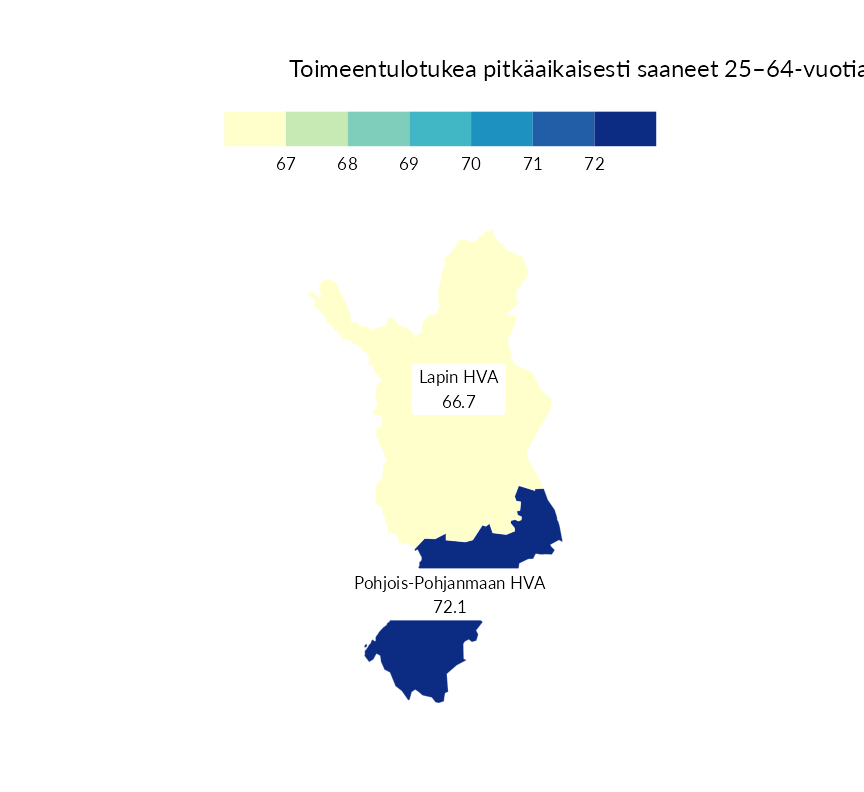 Toimeentulotukea pitkäaikaisesti saaneet 25–64-vuotia
67 68 69 70 71 72
Lapin HVA
66.7
Pohjois-Pohjanmaan HVA
72.1